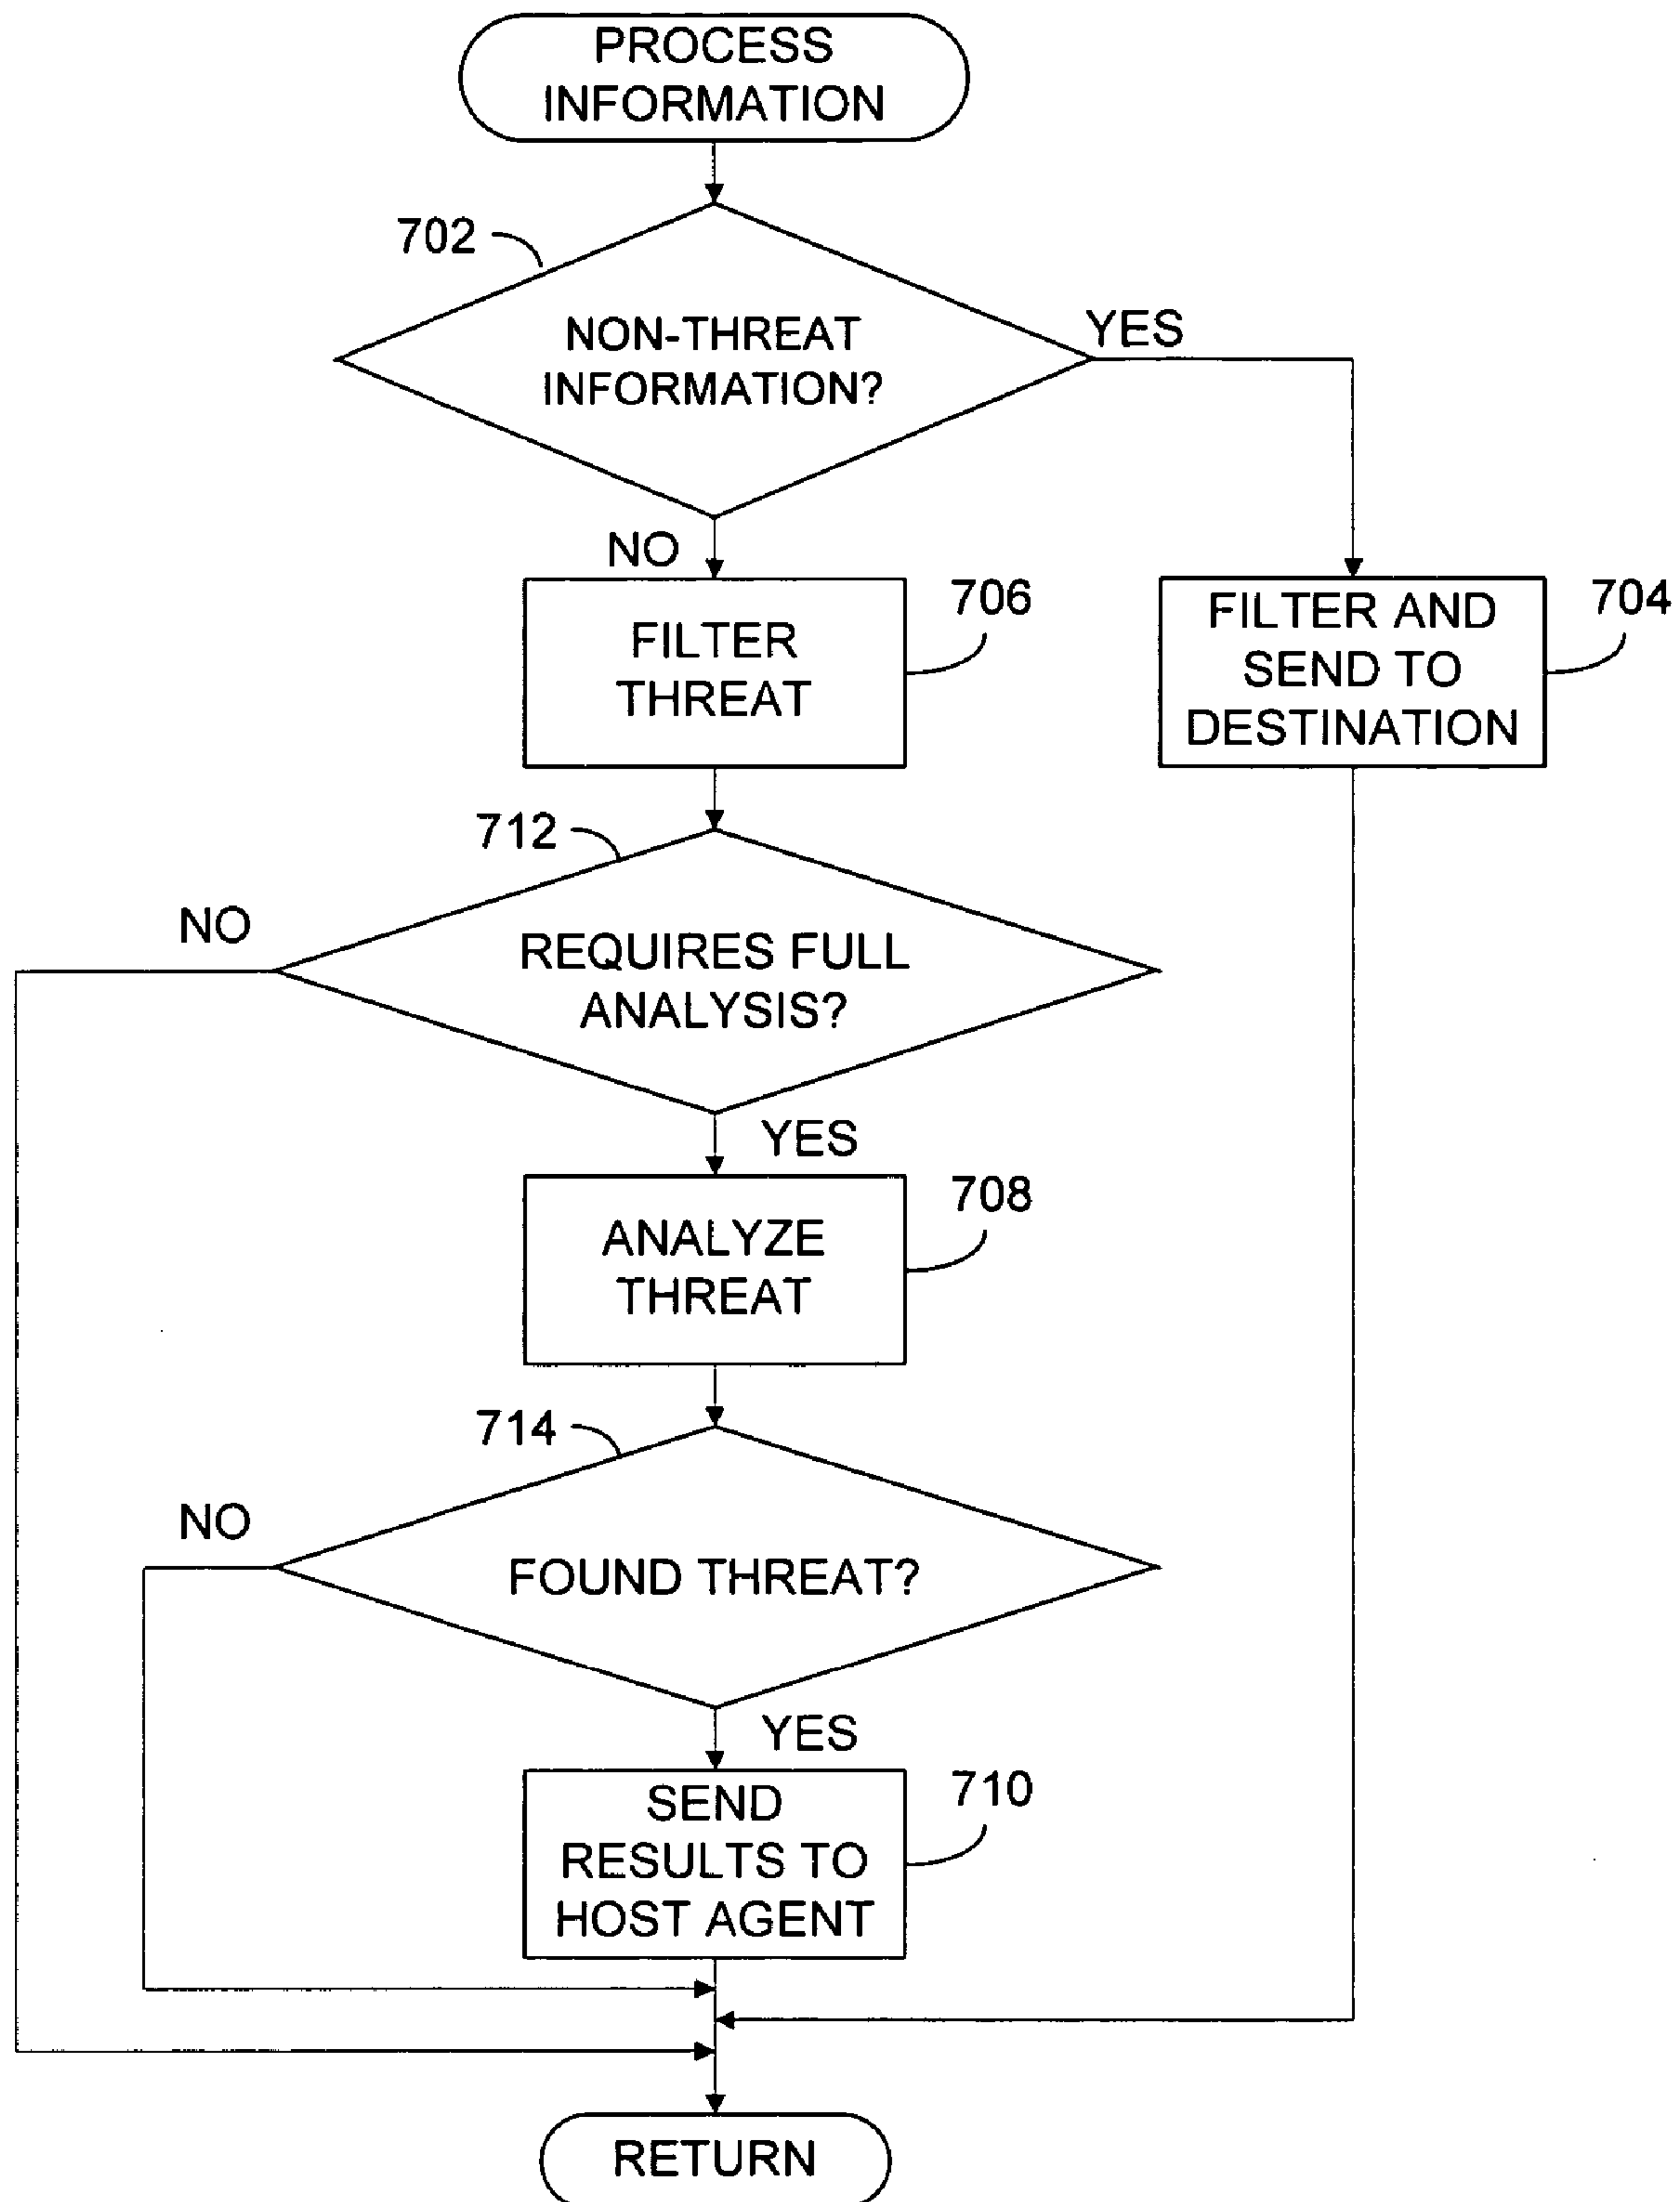 PROCESS
INFORMATION
702
NON-THREAT
INFORMATION?
YES
NO
706
FILTER
THREAT
704
FILTER AND
SEND TO
DESTINATION
712
NO
REQUIRES FULL
ANALYSIS?
YES
708
ANALYZE
THREAT
714
NO
FOUND THREAT?
YES
710
SEND
RESULTS TO
HOST AGENT
RETURN